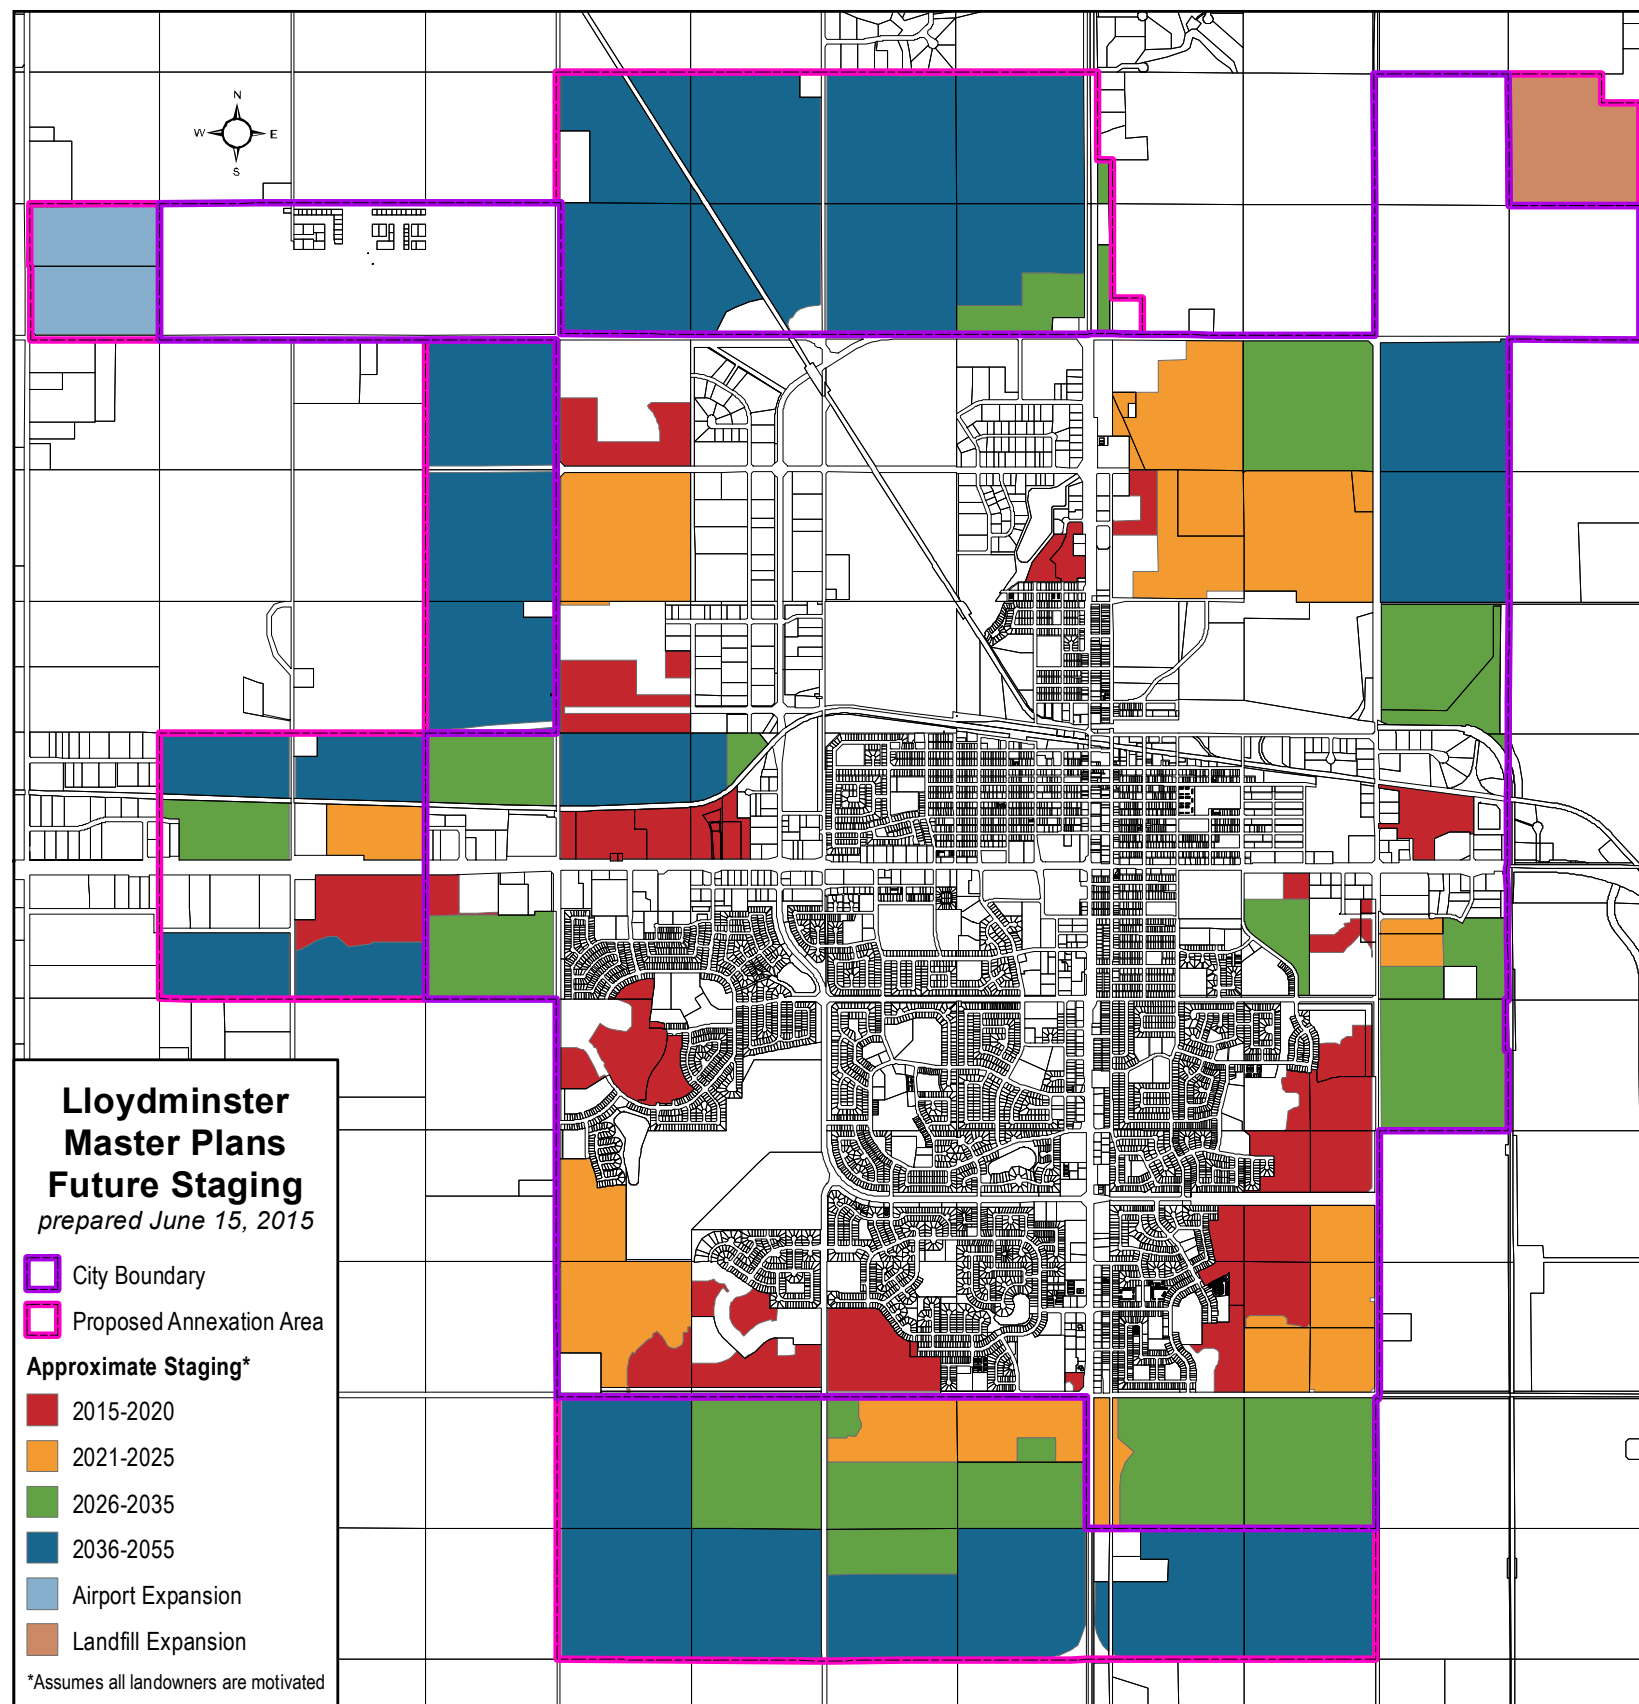 N
W E
S
Lloydminster
Master Plans
Future Staging
prepared June 15, 2015
City Boundary
Proposed Annexation Area
Approximate Staging*
2015-2020
2021-2025
2026-2035
2036-2055
Airport Expansion
Landfill Expansion
*Assumes all landowners are motivated